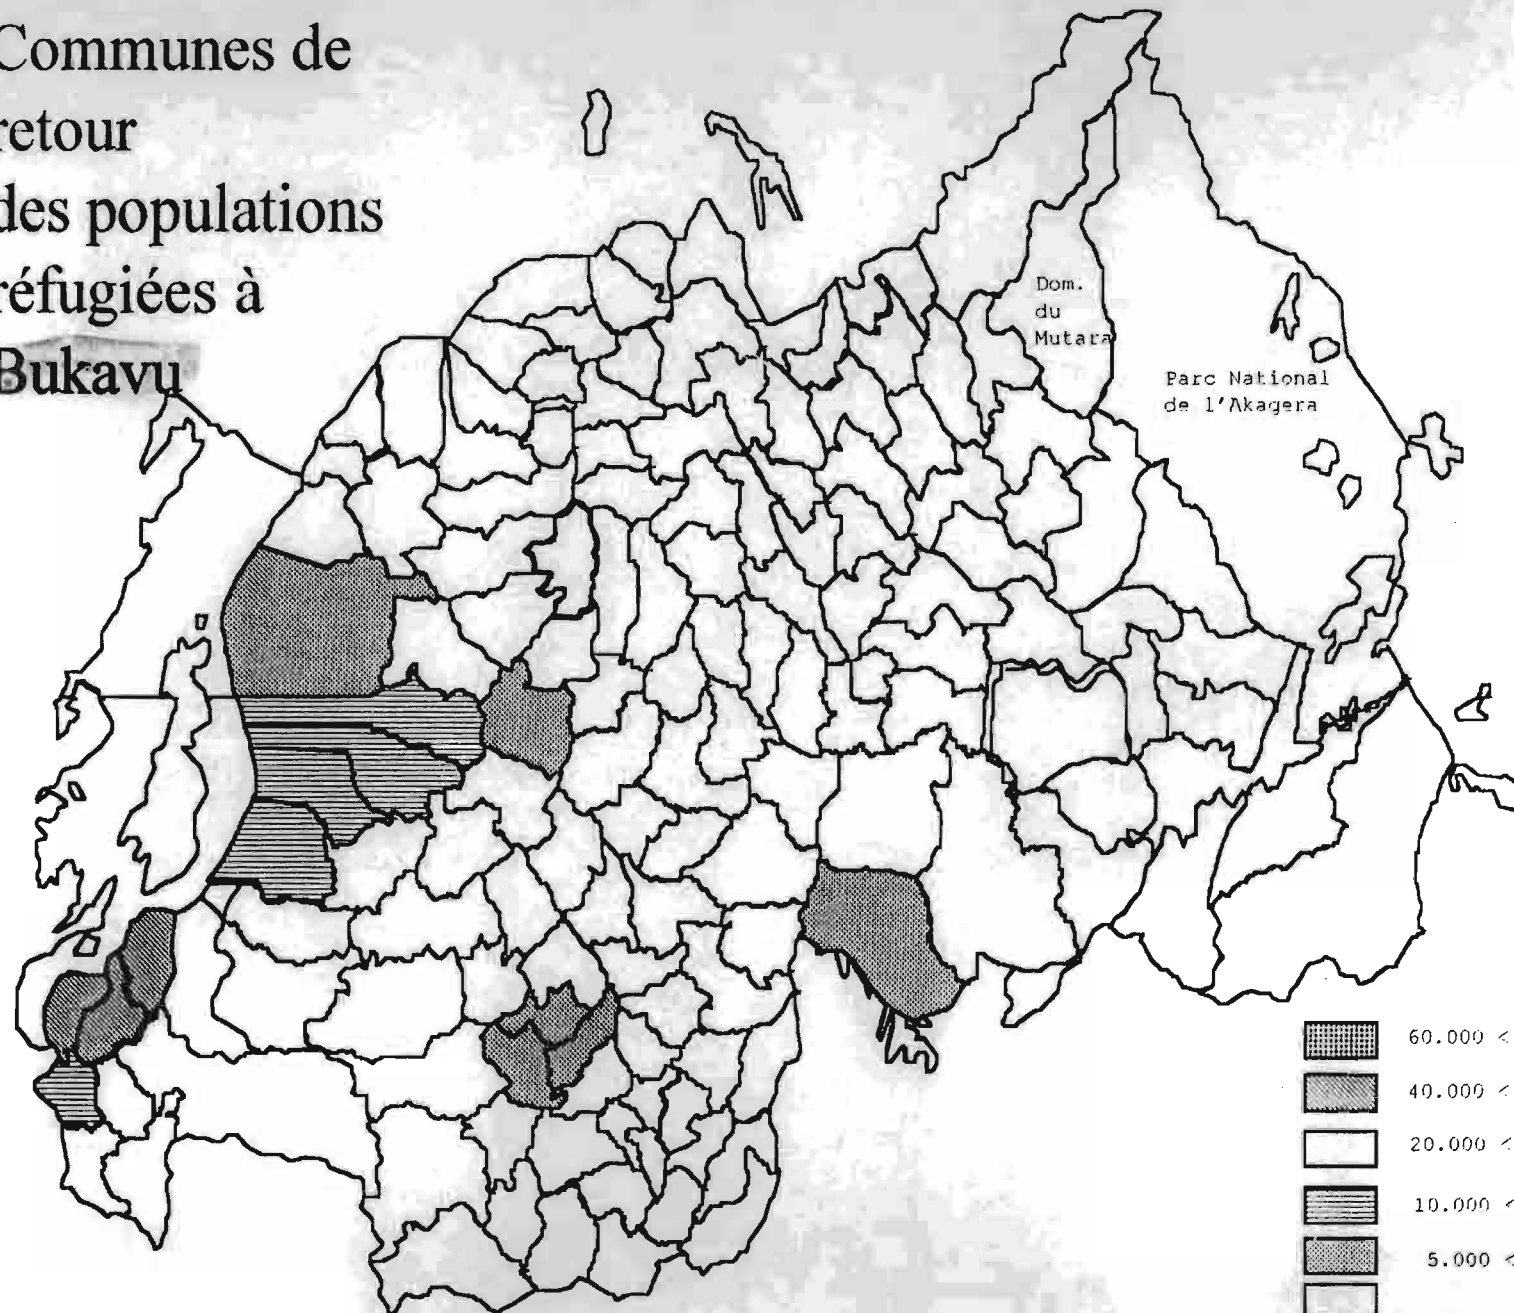 Communes de
retour
des populations
réfugiées à
Bukavu
Dom.
du
Mutara
Parc National
de l'Akagera
60.000 <
40.000 <
20.000 <
10.000 <
5.000 <